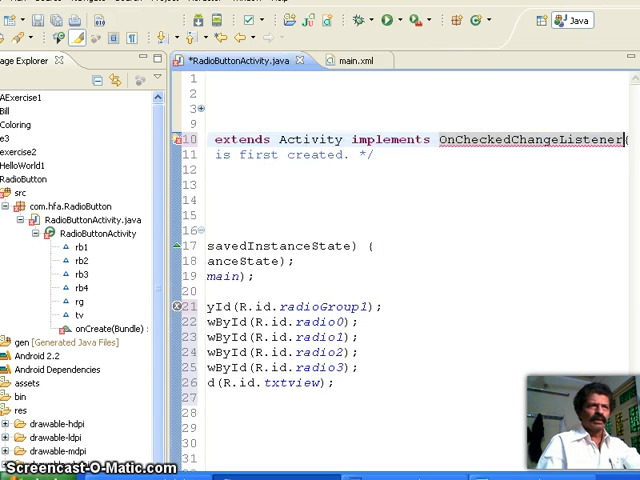 Java
age Explorer
*RadioButtonActivity.java
main.xml
AExercise1
Bill
Coloring
e3
exercise2
HelloWorld1
RadioButton
src
com.hfa.RadioButton
RadioButtonActivity.java
RadioButtonActivity
rb1
rb2
rb3
rb4
rg
tv
onCreate(Bundle) :
gen [Generated Java Files]
Android 2.2
Android Dependencies
assets
bin
res
drawable-hdpi
drawable-ldpi
drawable-mdpi
1
2
3
9
10 extends Activity implements OnCheckedChangeListener{
11 is first created. */
12
13
14
15
16
17 savedInstanceState) {
18 anceState);
19 main);
20
21 yId(R.id.radioGroup1);
22 wById(R.id.radio0);
23 wById(R.id.radio1);
24 wById(R.id.radio2);
25 wById(R.id.radio3);
26 d(R.id.txtview);
27
28
29
30
31
Screencast-O-Matic.com